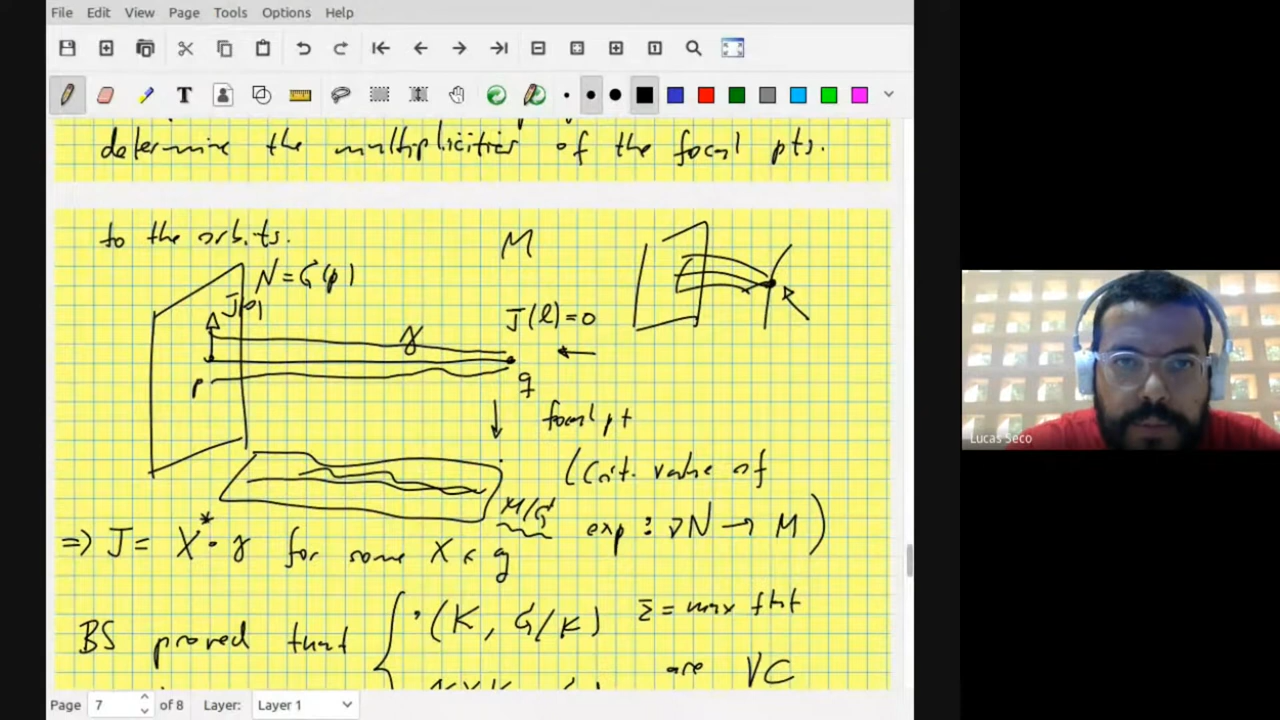 File Edit View Page Tools Options Help
determine the multiplicities of the focal pts.
to the orbits.
M
N = G(p)
J(0)
J(l) = 0
γ
p
q
focal pt
(Crit. value of
exp : νN → M)
M/G
⇒ J = X* ∘ γ for some X ∈ g
BS proved that
• (K, G/K) Σ = max flat
are VC
Page 7 of 8 Layer: Layer 1
Lucas Seco